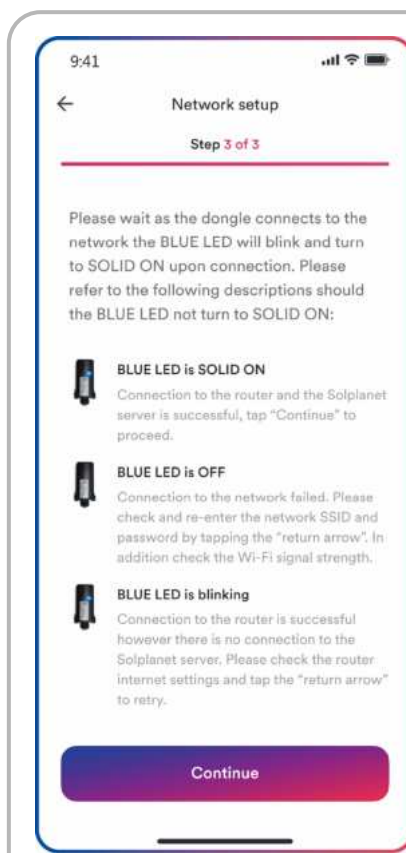 9:41
Network setup
Step 3 of 3
Please wait as the dongle connects to the
network the BLUE LED will blink and turn
to SOLID ON upon connection. Please
refer to the following descriptions should
the BLUE LED not turn to SOLID ON:
BLUE LED is SOLID ON
Connection to the router and the Solplanet
server is successful, tap "Continue" to
proceed.
BLUE LED is OFF
Connection to the network failed. Please
check and re-enter the network SSID and
password by tapping the "return arrow". In
addition check the Wi-Fi signal strength.
BLUE LED is blinking
Connection to the router is successful
however there is no connection to the
Solplanet server. Please check the router
internet settings and tap the "return arrow"
to retry.
Continue